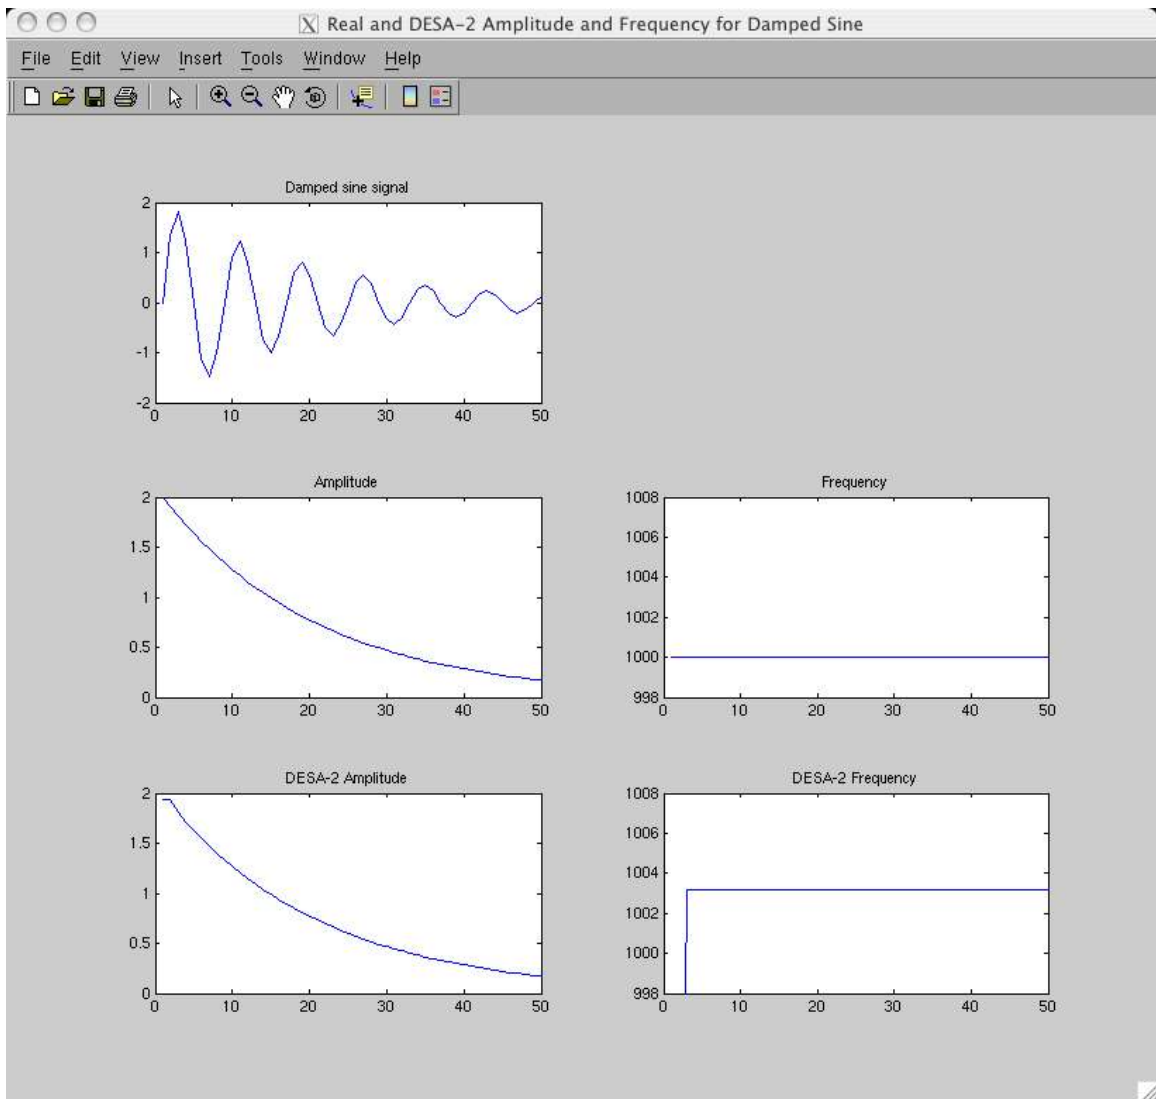 X Real and DESA-2 Amplitude and Frequency for Damped Sine
File Edit View Insert Tools Window Help
Damped sine signal
2
1
0
-1
-2
0 10 20 30 40 50
Amplitude
2
1.5
1
0.5
0
0 10 20 30 40 50
Frequency
1008
1006
1004
1002
1000
998
0 10 20 30 40 50
DESA-2 Amplitude
2
1.5
1
0.5
0
0 10 20 30 40 50
DESA-2 Frequency
1008
1006
1004
1002
1000
998
0 10 20 30 40 50